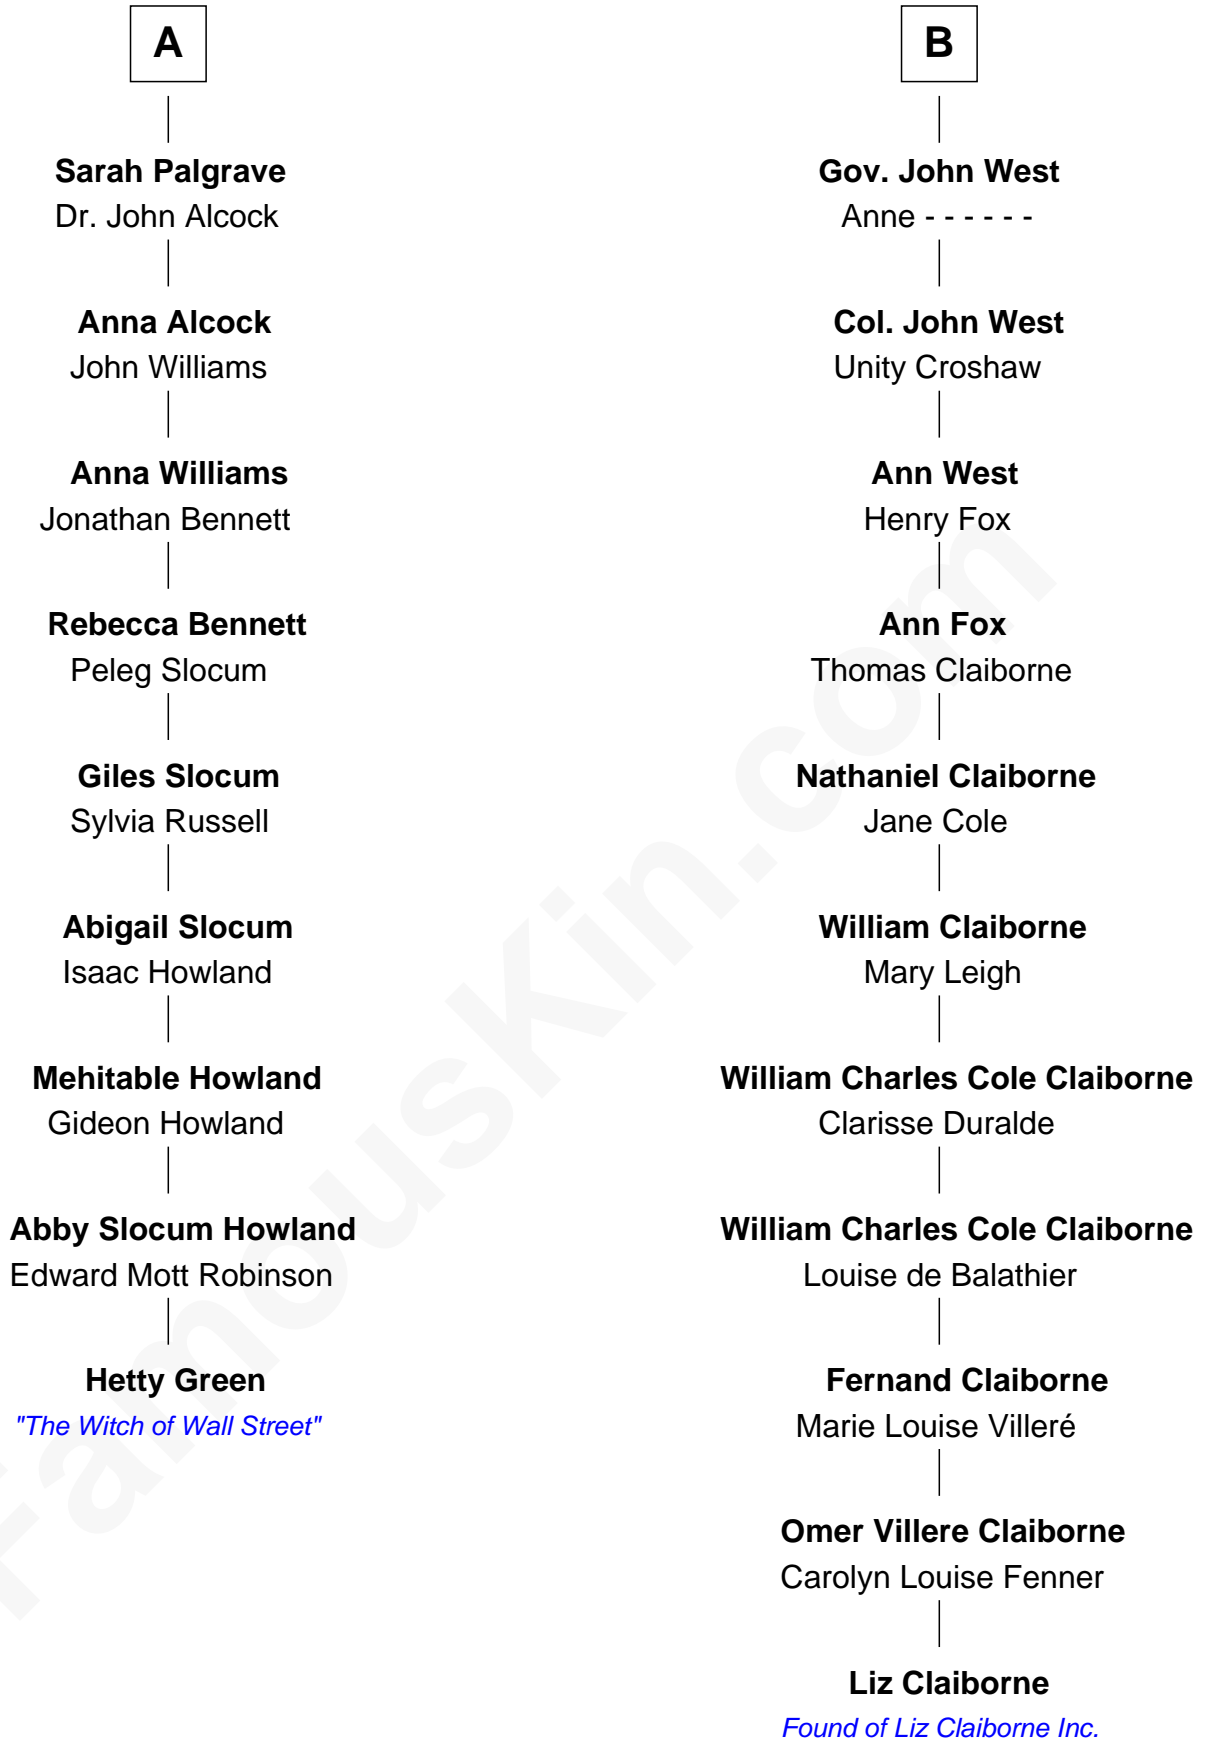 A
Sarah Palgrave
Dr. John Alcock
Anna Alcock
John Williams
Anna Williams
Jonathan Bennett
Rebecca Bennett
Peleg Slocum
Giles Slocum
Sylvia Russell
Abigail Slocum
Isaac Howland
Mehitable Howland
Gideon Howland
Abby Slocum Howland
Edward Mott Robinson
Hetty Green
"The Witch of Wall Street"
B
Gov. John West
Anne - - - - - -
Col. John West
Unity Croshaw
Ann West
Henry Fox
Ann Fox
Thomas Claiborne
Nathaniel Claiborne
Jane Cole
William Claiborne
Mary Leigh
William Charles Cole Claiborne
Clarisse Duralde
William Charles Cole Claiborne
Louise de Balathier
Fernand Claiborne
Marie Louise Villeré
Omer Villere Claiborne
Carolyn Louise Fenner
Liz Claiborne
Found of Liz Claiborne Inc.
FamousKin.com